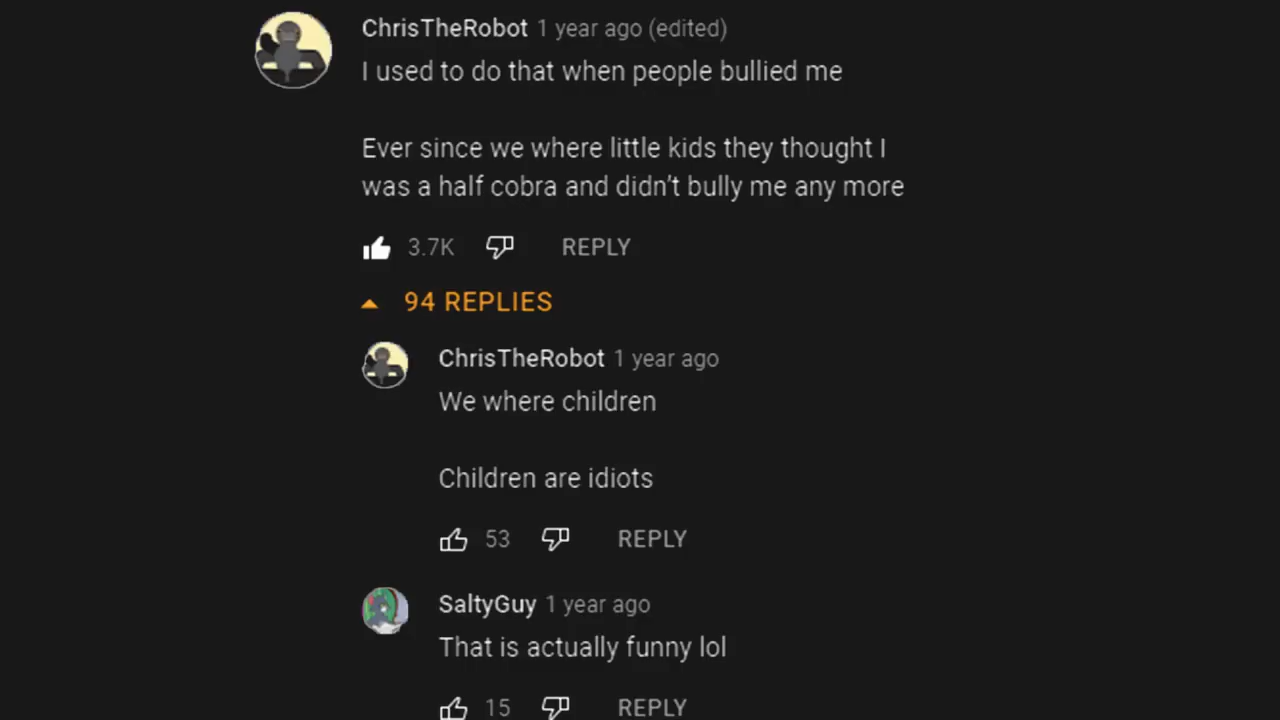 ChrisTheRobot 1 year ago (edited)
I used to do that when people bullied me
Ever since we where little kids they thought I
was a half cobra and didn't bully me any more
3.7K REPLY
94 REPLIES
ChrisTheRobot 1 year ago
We where children
Children are idiots
53 REPLY
SaltyGuy 1 year ago
That is actually funny lol
15 REPLY